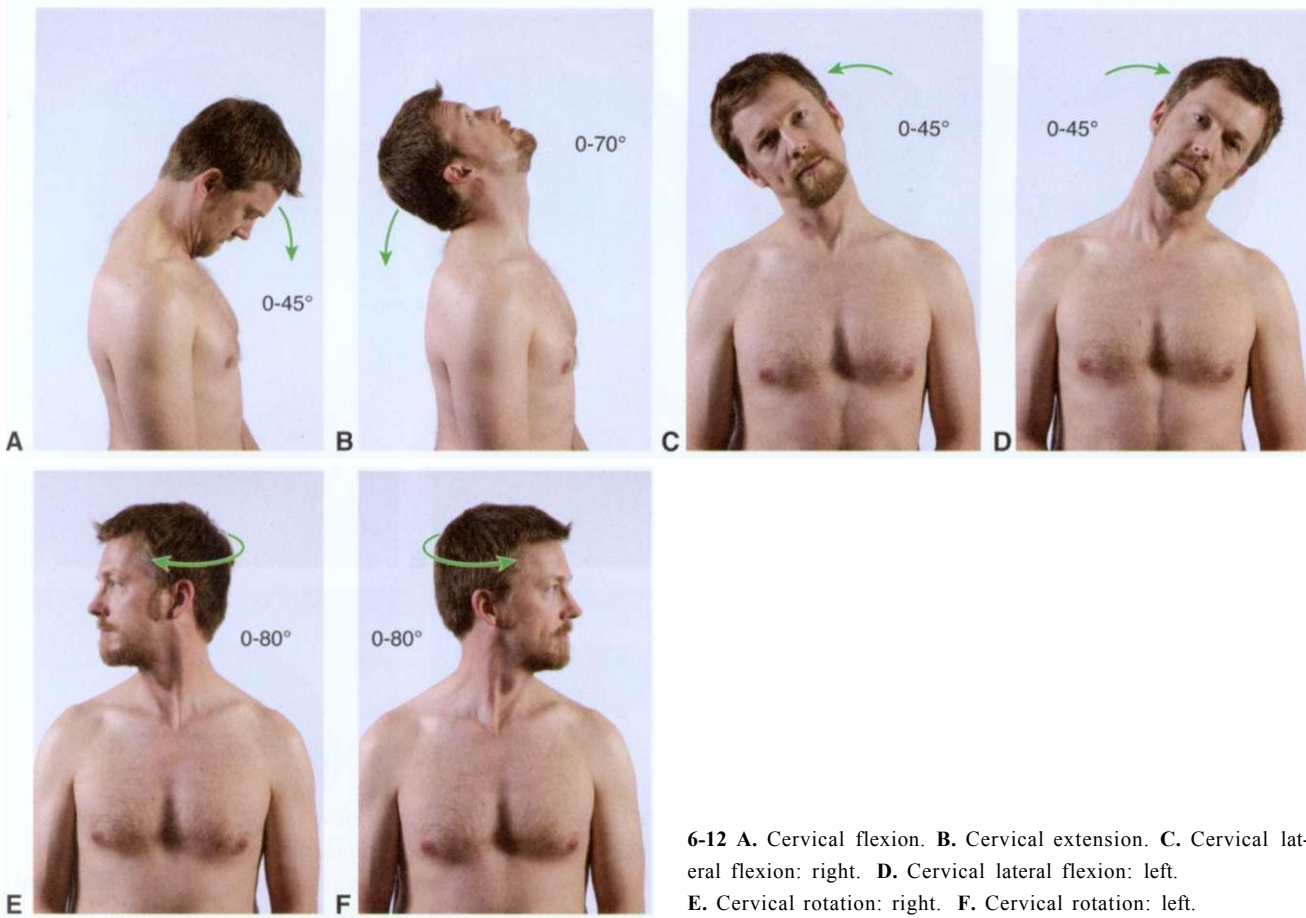 0-45°
A
0-70°
B
0-45°
C
0-45°
D
0-80°
E
0-80°
F
6-12 A. Cervical flexion. B. Cervical extension. C. Cervical lat-
eral flexion: right. D. Cervical lateral flexion: left.
E. Cervical rotation: right. F. Cervical rotation: left.